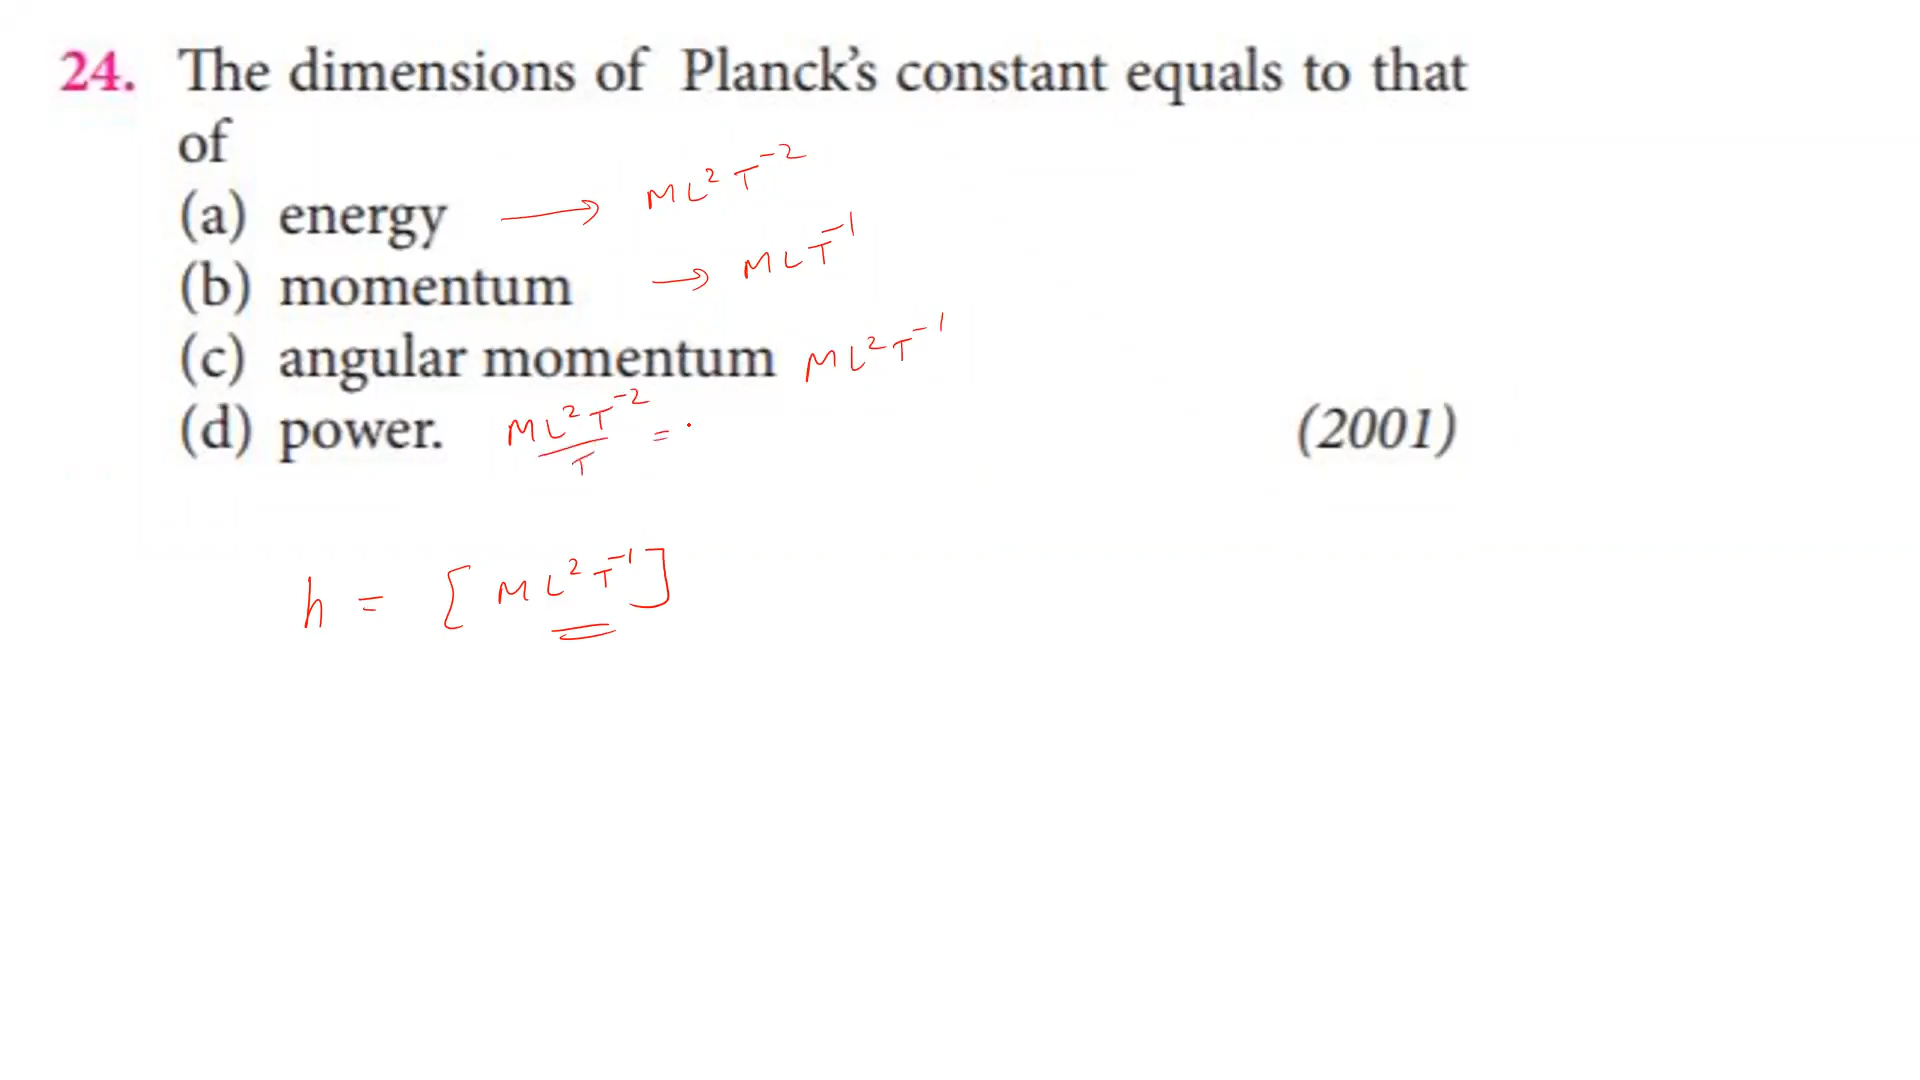 24. The dimensions of Planck's constant equals to that
of
(a) energy → ML² T⁻²
(b) momentum → MLT⁻¹
(c) angular momentum ML²T⁻¹
(d) power. ML²T⁻²/T = (2001)
h = [ML²T⁻¹]